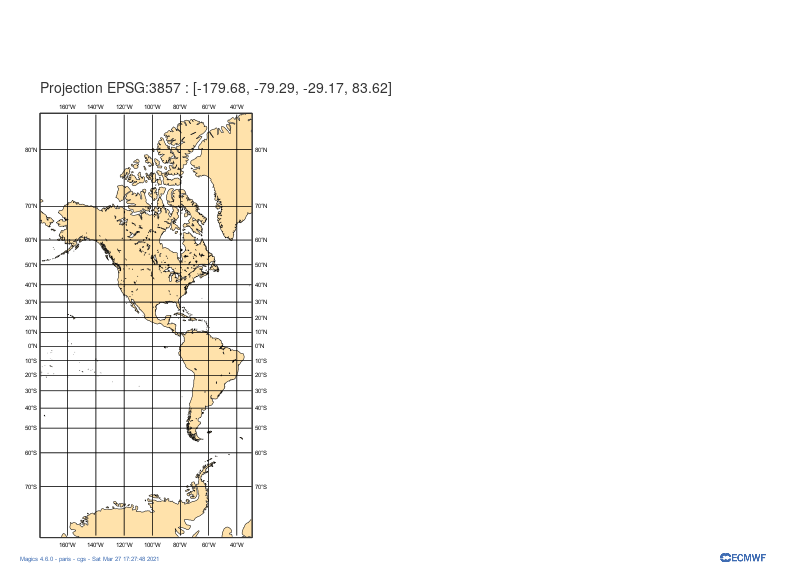 Projection EPSG:3857 : [-179.68, -79.29, -29.17, 83.62]
160°W 140°W 120°W 100°W 80°W 60°W 40°W
80°N 80°N
70°N 70°N
60°N 60°N
50°N 50°N
40°N 40°N
30°N 30°N
20°N 20°N
10°N 10°N
0°N 0°N
10°S 10°S
20°S 20°S
30°S 30°S
40°S 40°S
50°S 50°S
60°S 60°S
70°S 70°S
160°W 140°W 120°W 100°W 80°W 60°W 40°W
Magics 4.6.0 - paris - cgs - Sat Mar 27 17:27:48 2021
ECMWF